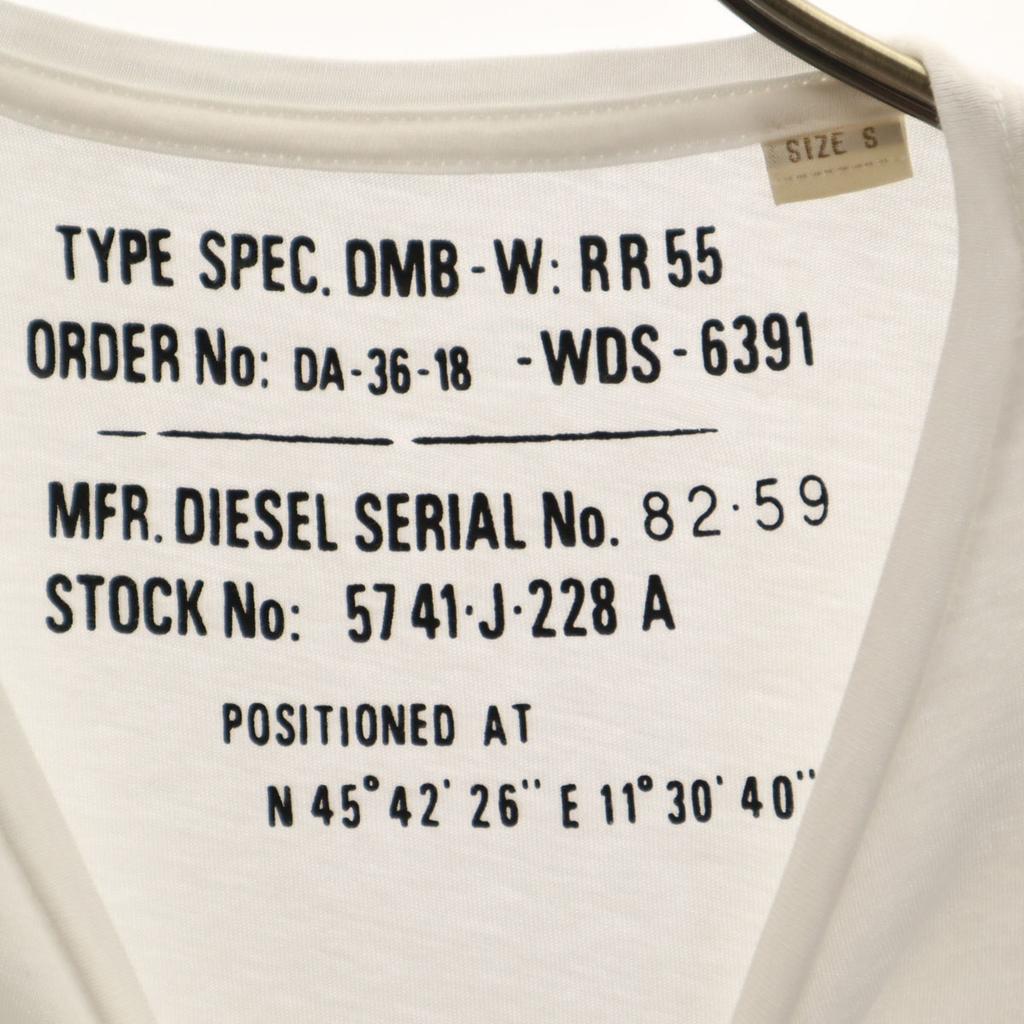 SIZE S
TYPE SPEC. DMB-W: RR 55
ORDER No: DA-36-18 -WDS-6391
MFR. DIESEL SERIAL No. 82·59
STOCK No: 5741·J·228 A
POSITIONED AT
N 45° 42' 26'' E 11° 30' 40''